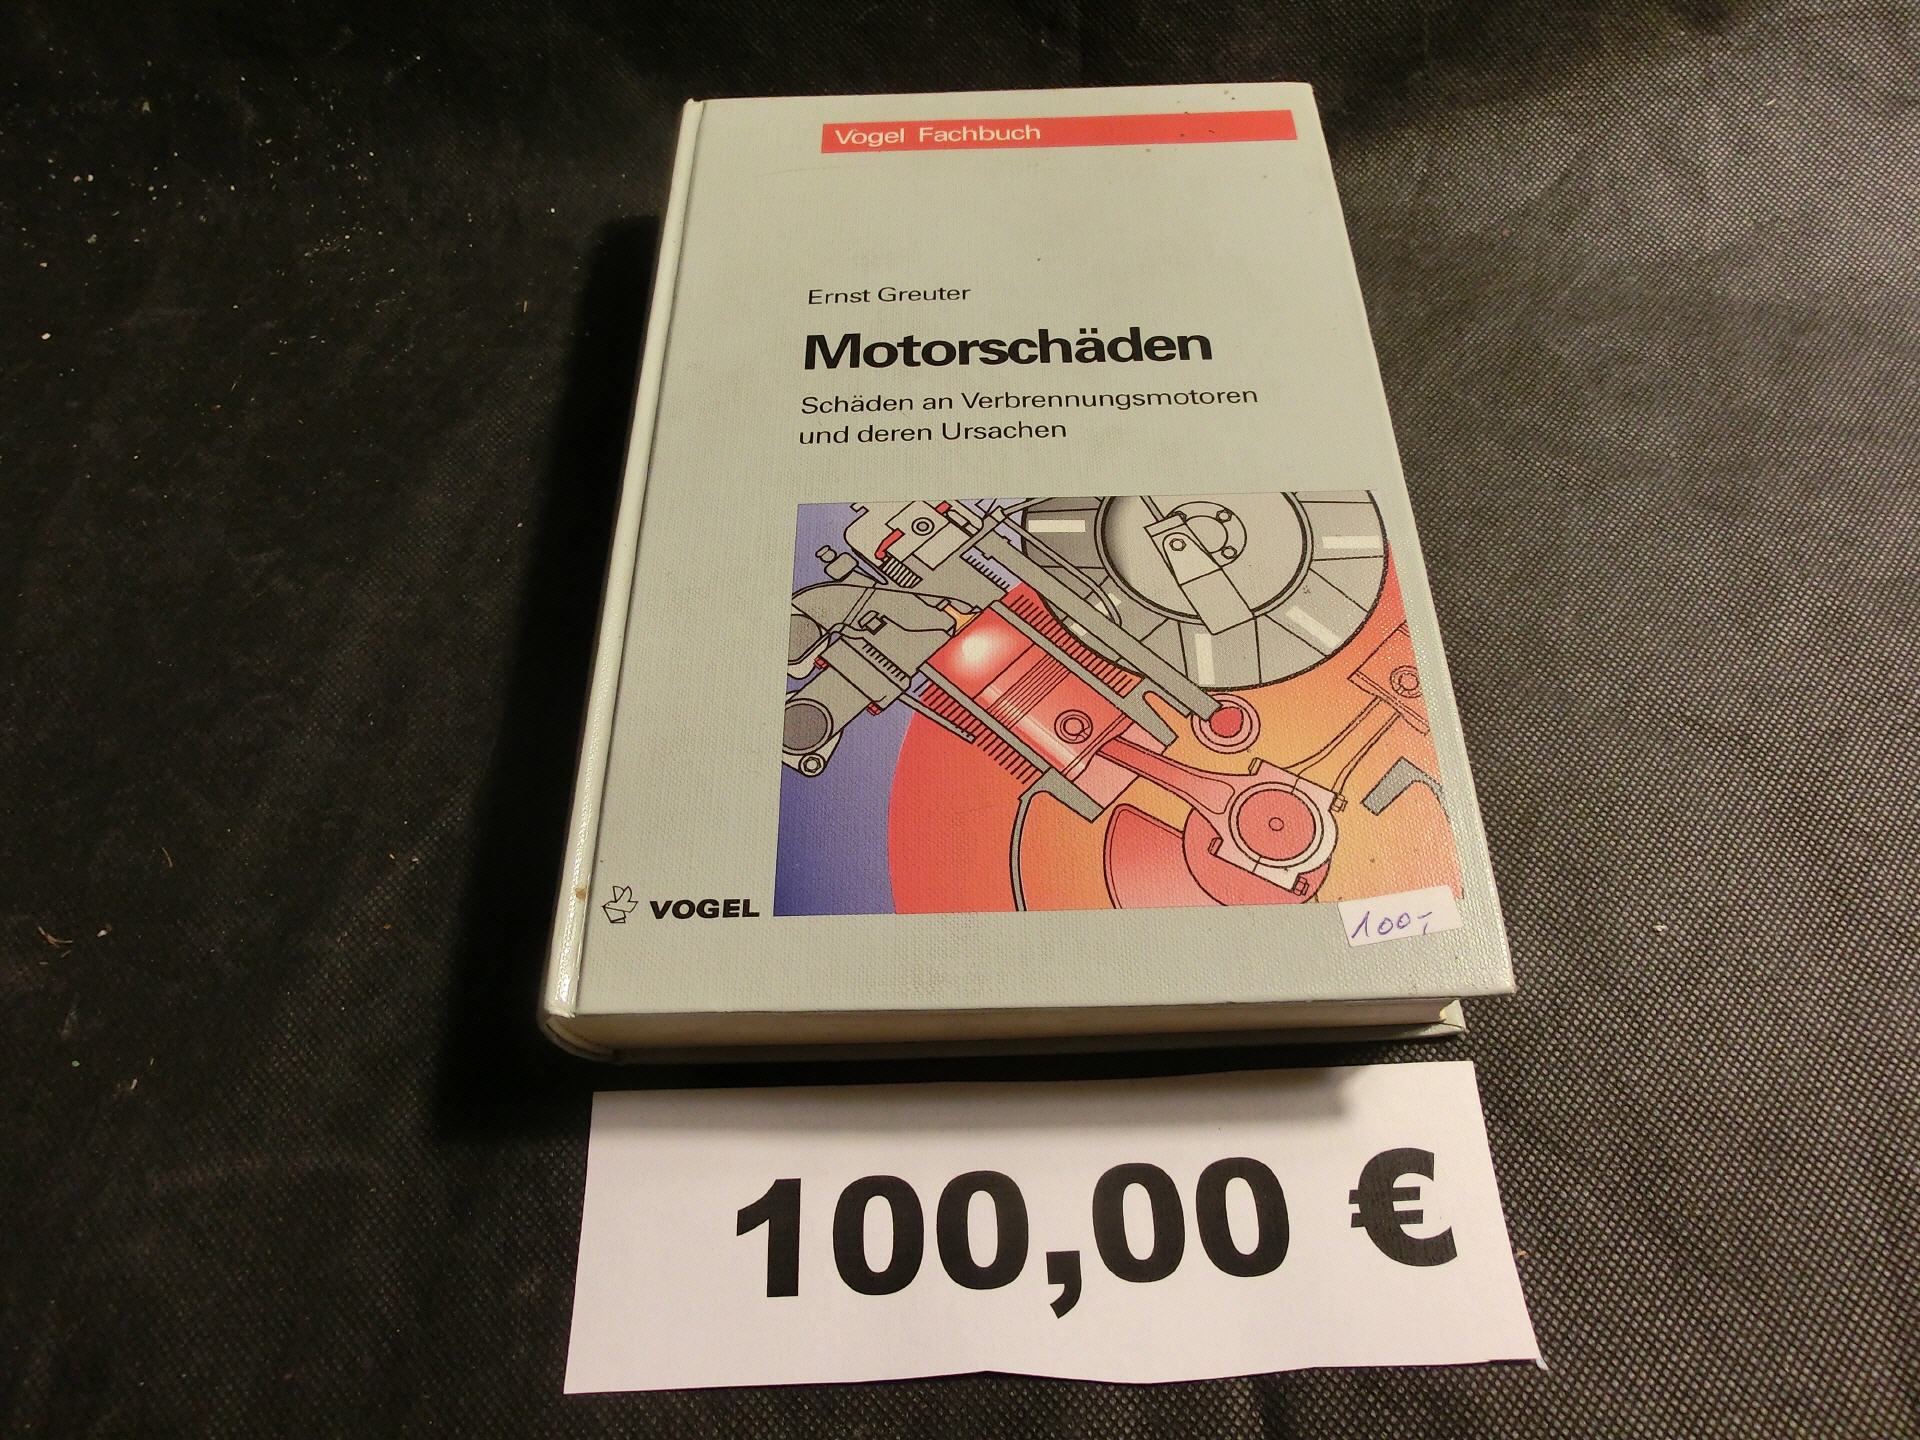 Vogel Fachbuch
Ernst Greuter
Motorschäden
Schäden an Verbrennungsmotoren
und deren Ursachen
VOGEL
100,-
100,00 €